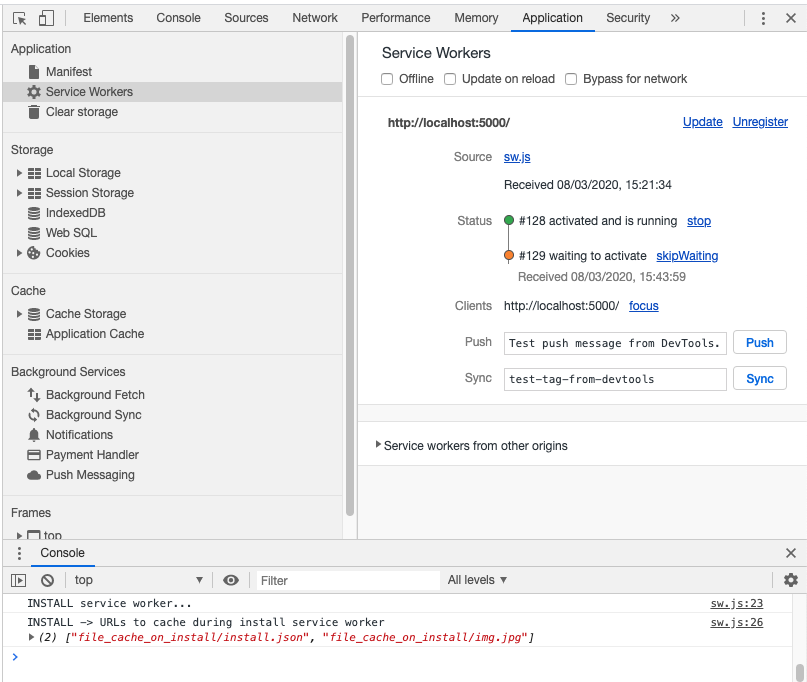 Elements Console Sources Network Performance Memory Application Security »
Application
Manifest
Service Workers
Clear storage
Storage
Local Storage
Session Storage
IndexedDB
Web SQL
Cookies
Cache
Cache Storage
Application Cache
Background Services
Background Fetch
Background Sync
Notifications
Payment Handler
Push Messaging
Frames
top
Service Workers
Offline Update on reload Bypass for network
http://localhost:5000/ Update Unregister
Source sw.js
Received 08/03/2020, 15:21:34
Status #128 activated and is running stop
#129 waiting to activate skipWaiting
Received 08/03/2020, 15:43:59
Clients http://localhost:5000/ focus
Push Test push message from DevTools. Push
Sync test-tag-from-devtools Sync
Service workers from other origins
Console
top Filter All levels
INSTALL service worker... sw.js:23
INSTALL –> URLs to cache during install service worker sw.js:26
(2) ["file_cache_on_install/install.json", "file_cache_on_install/img.jpg"]